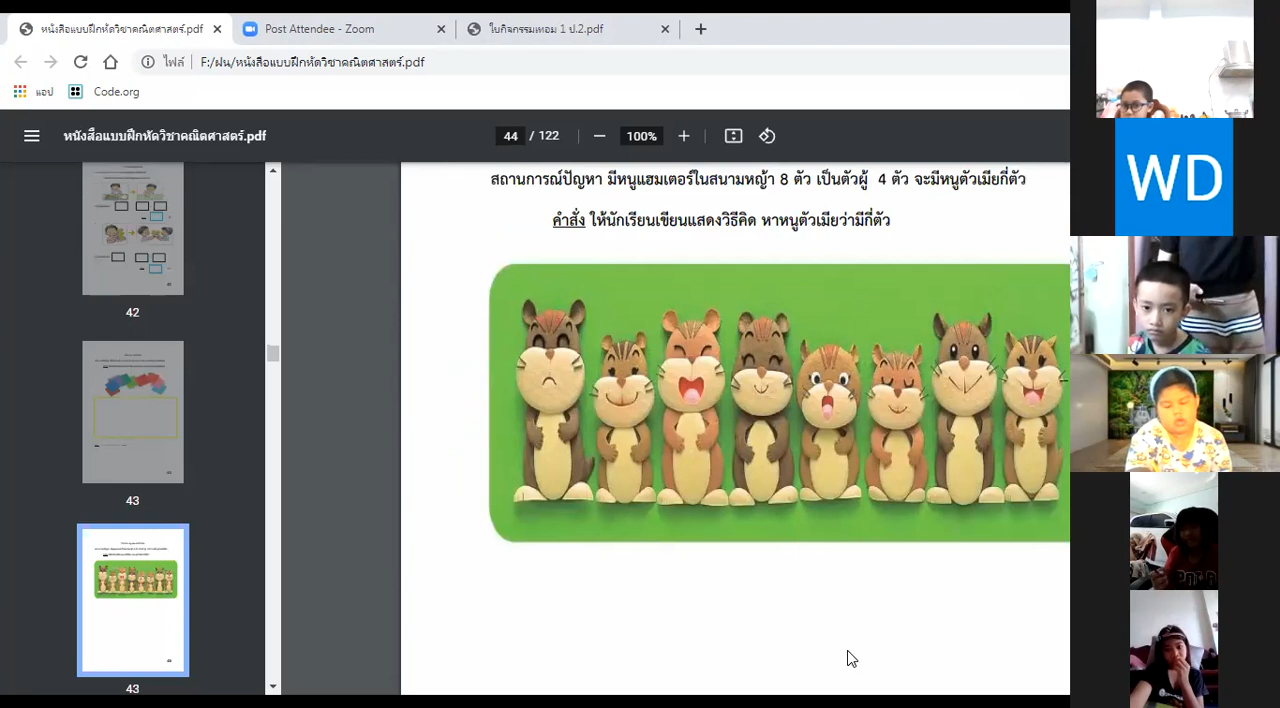 หนังสือแบบฝึกหัดวิชาคณิตศาสตร์.pdf
Post Attendee - Zoom
ใบกิจกรรมเทอม 1 ป.2.pdf
ไฟล์
F:/ฝน/หนังสือแบบฝึกหัดวิชาคณิตศาสตร์.pdf
แอป
Code.org
หนังสือแบบฝึกหัดวิชาคณิตศาสตร์.pdf
44 / 122
100%
42
43
43
สถานการณ์ปัญหา มีหนูแฮมเตอร์ในสนามหญ้า 8 ตัว เป็นตัวผู้ 4 ตัว จะมีหนูตัวเมียกี่ตัว
คำสั่ง ให้นักเรียนเขียนแสดงวิธีคิด หาหนูตัวเมียว่ามีกี่ตัว
WD